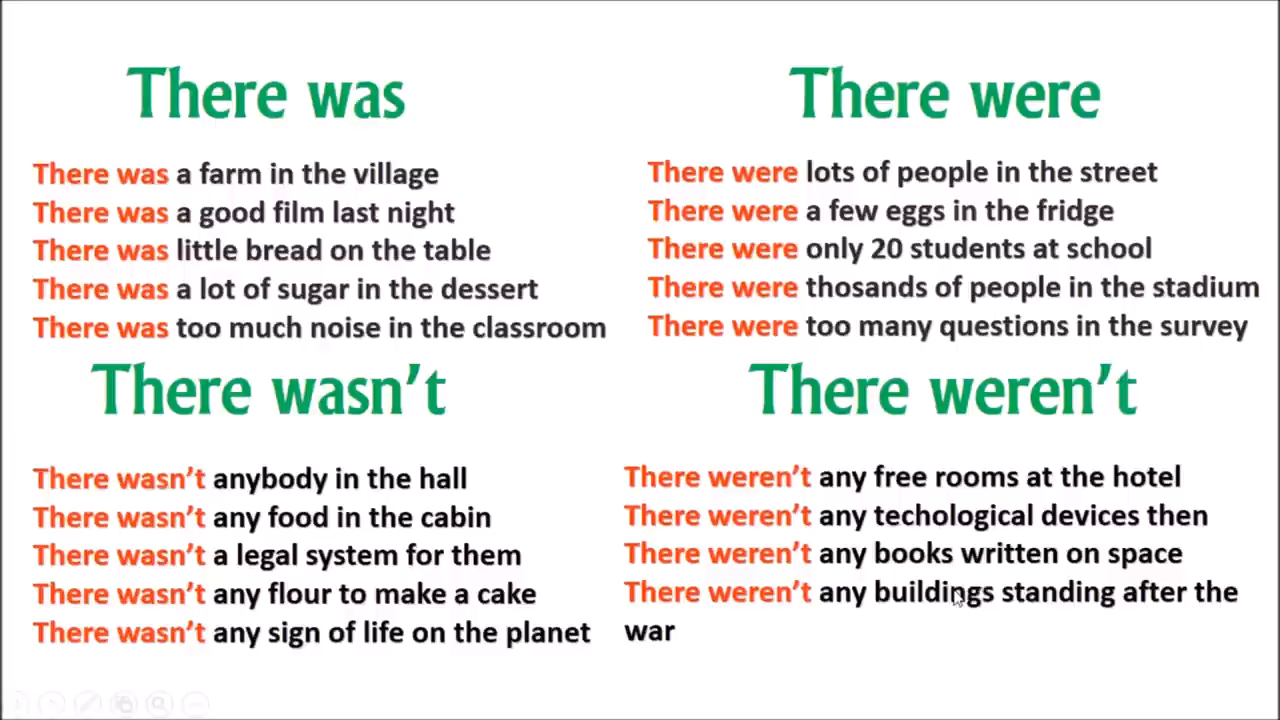 There was
There was a farm in the village
There was a good film last night
There was little bread on the table
There was a lot of sugar in the dessert
There was too much noise in the classroom
There were
There were lots of people in the street
There were a few eggs in the fridge
There were only 20 students at school
There were thosands of people in the stadium
There were too many questions in the survey
There wasn’t
There wasn’t anybody in the hall
There wasn’t any food in the cabin
There wasn’t a legal system for them
There wasn’t any flour to make a cake
There wasn’t any sign of life on the planet
There weren’t
There weren’t any free rooms at the hotel
There weren’t any techological devices then
There weren’t any books written on space
There weren’t any buildings standing after the
war